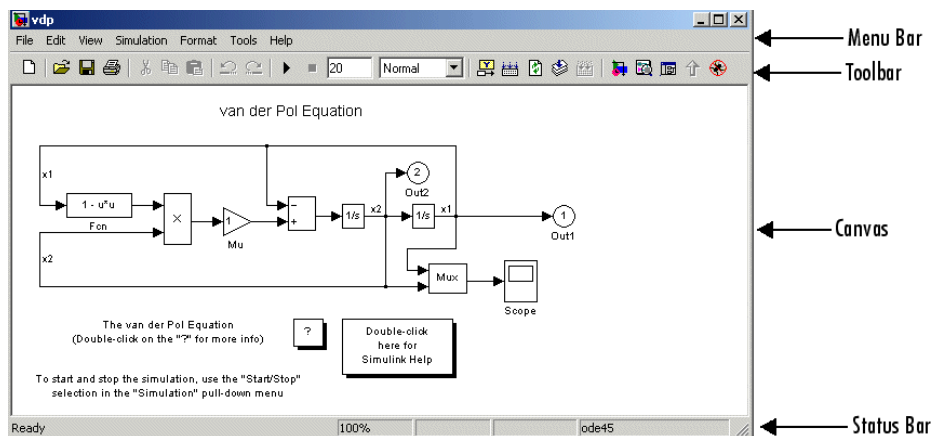 vdp
File Edit View Simulation Format Tools Help
Menu Bar
20 Normal
Toolbar
van der Pol Equation
x1
1 - u*u
Fcn
×
1
Mu
−
+
1/s
x2
2
Out2
1/s
x1
1
Out1
x2
Mux
Scope
Canvas
The van der Pol Equation
(Double-click on the "?" for more info)
?
Double-click
here for
Simulink Help
To start and stop the simulation, use the "Start/Stop"
selection in the "Simulation" pull-down menu
Ready 100% ode45
Status Bar